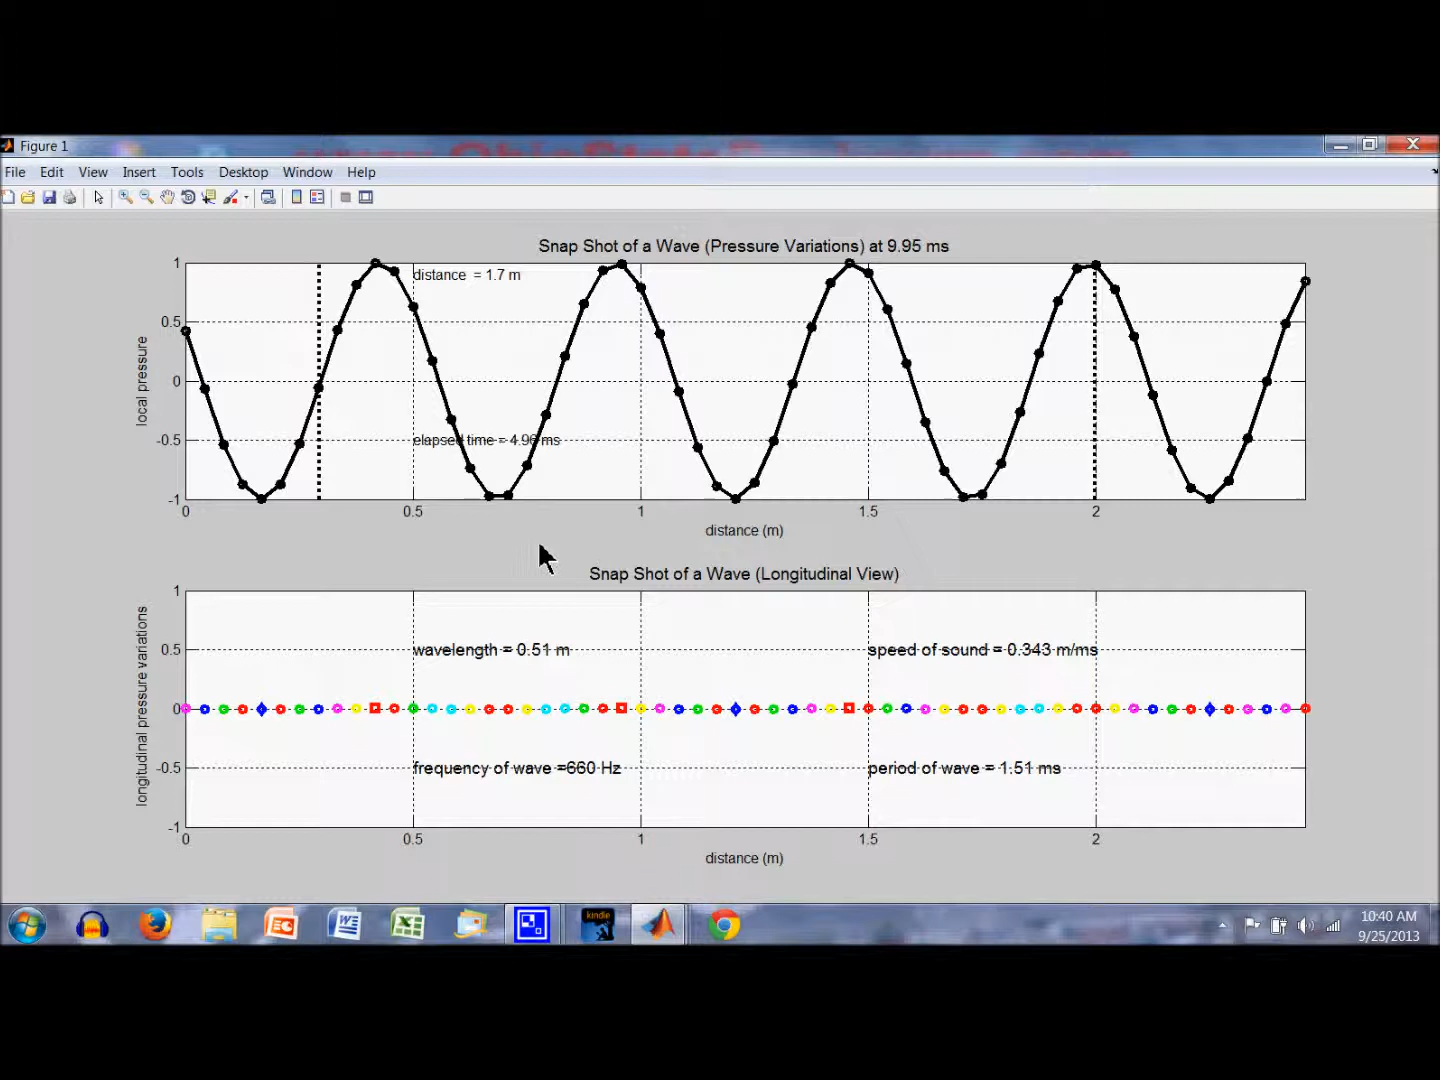 Figure 1
File Edit View Insert Tools Desktop Window Help
Snap Shot of a Wave (Pressure Variations) at 9.95 ms
local pressure
1
0.5
0
-0.5
-1
distance = 1.7 m
elapsed time = 4.96 ms
0 0.5 1 1.5 2
distance (m)
Snap Shot of a Wave (Longitudinal View)
longitudinal pressure variations
1
0.5
0
-0.5
-1
wavelength = 0.51 m
speed of sound = 0.343 m/ms
frequency of wave =660 Hz
period of wave = 1.51 ms
0 0.5 1 1.5 2
distance (m)
kindle
10:40 AM
9/25/2013